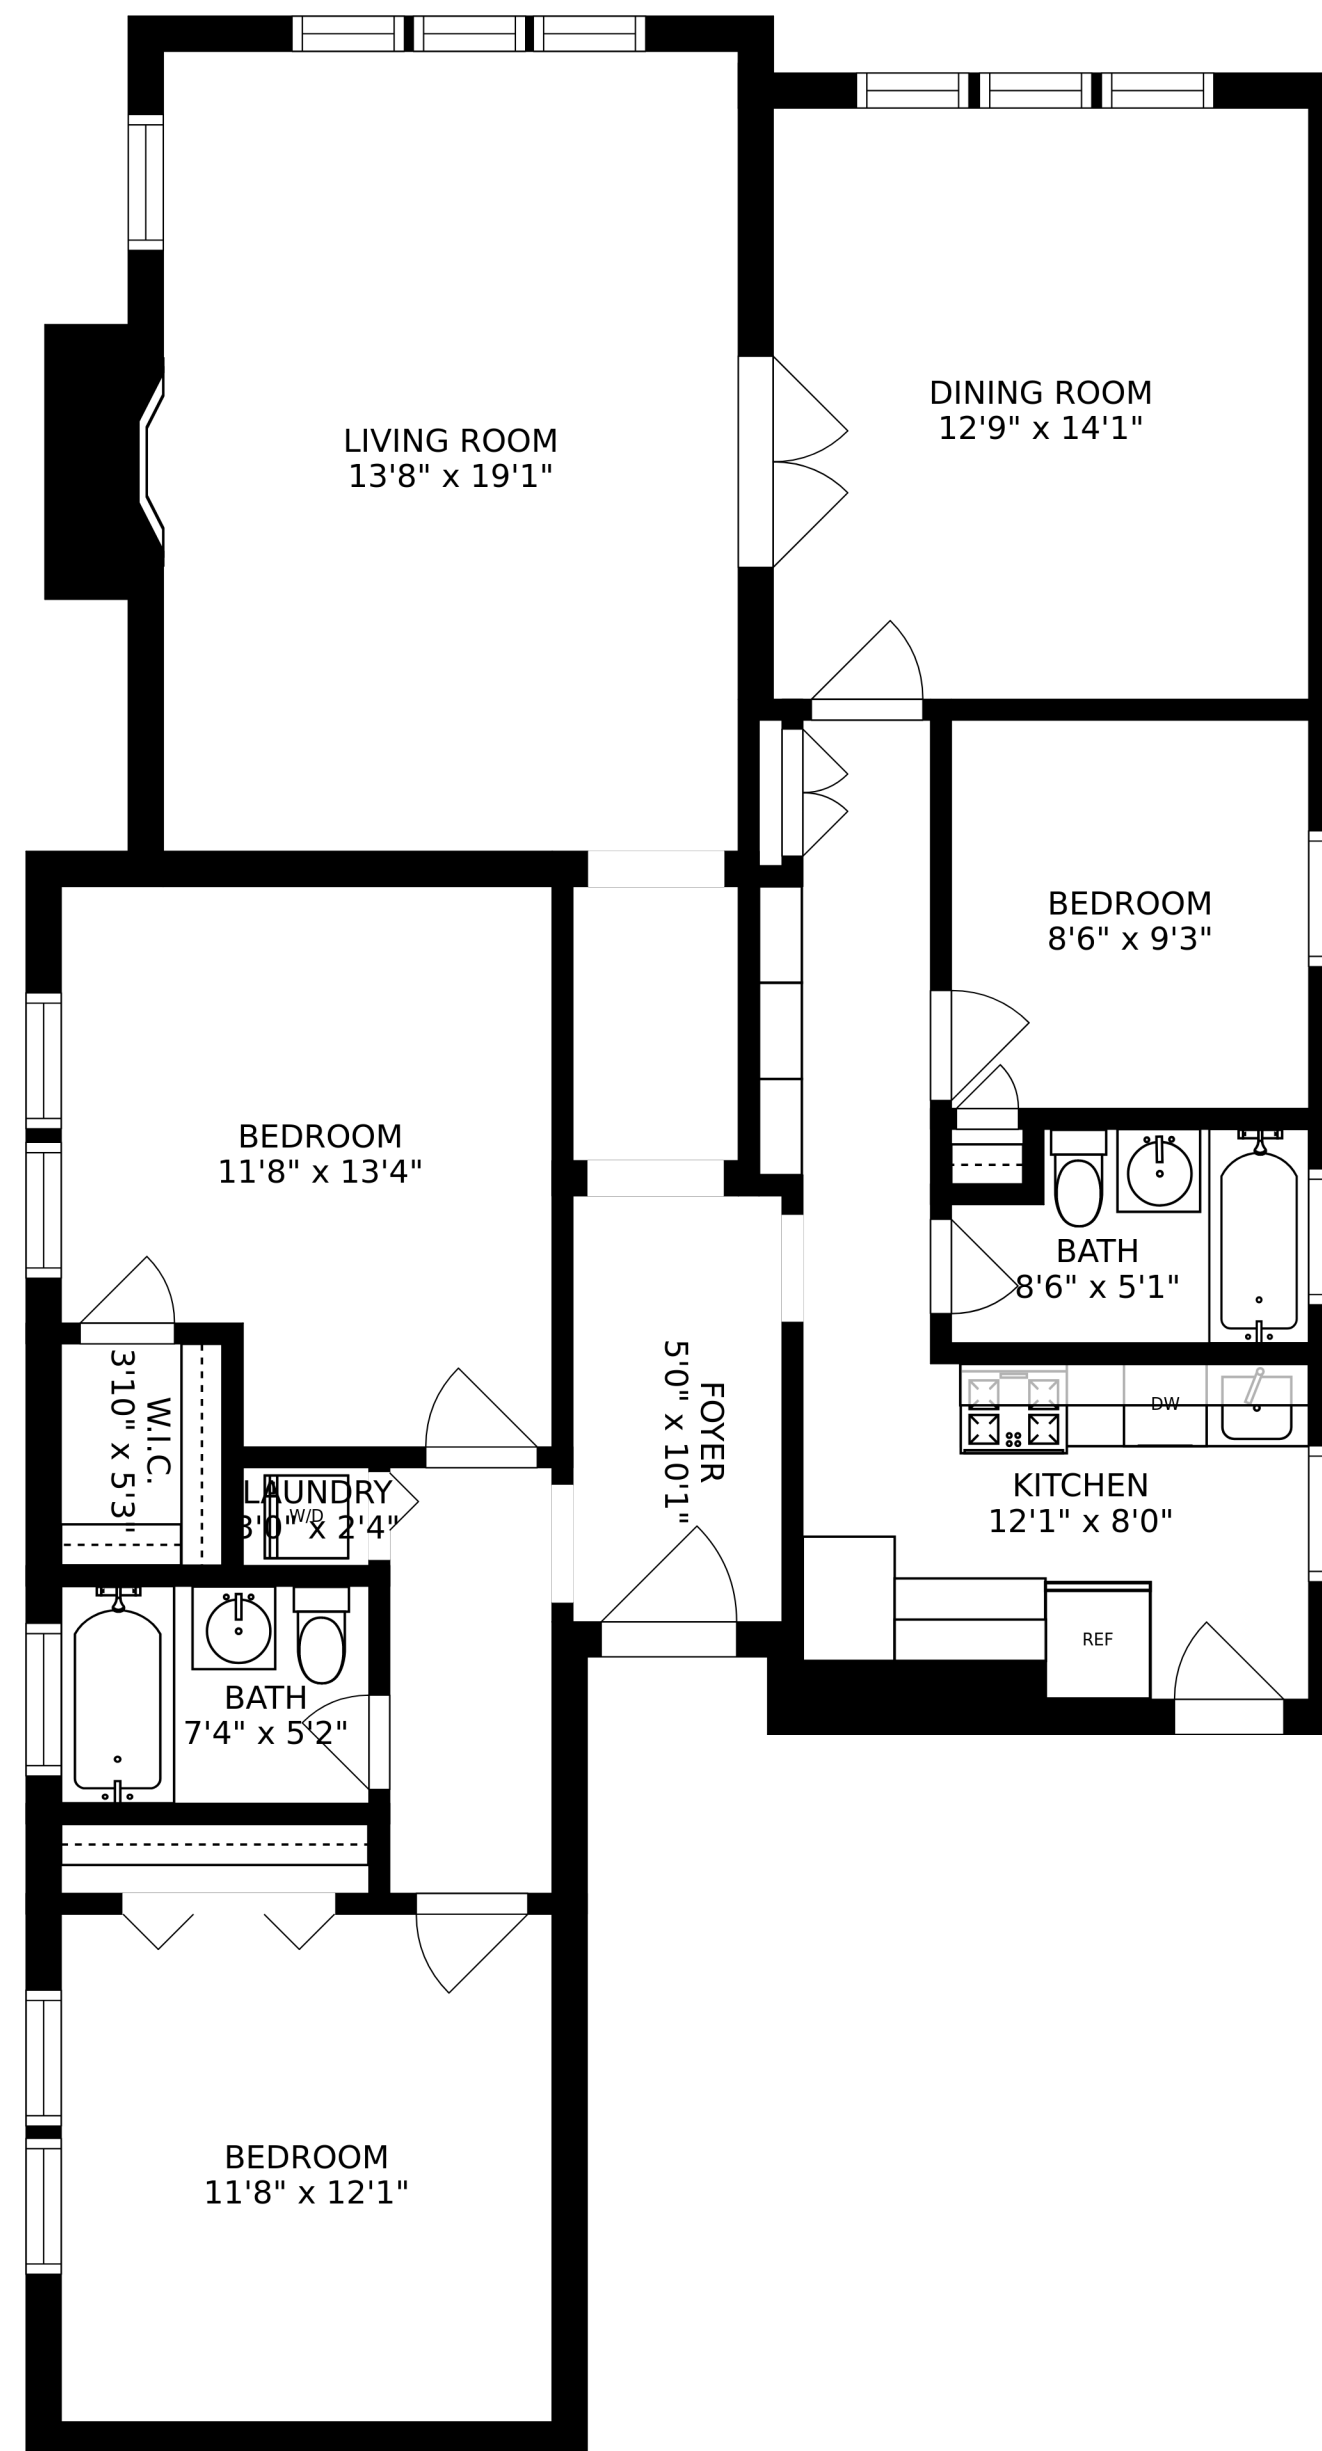 LIVING ROOM
13'8" x 19'1"
DINING ROOM
12'9" x 14'1"
BEDROOM
8'6" x 9'3"
BEDROOM
11'8" x 13'4"
BATH
8'6" x 5'1"
FOYER
5'0" x 10'1"
W.I.C.
3'10" x 5'3"
DW
KITCHEN
12'1" x 8'0"
LAUNDRY
3'0" x 2'4"
W/D
REF
BATH
7'4" x 5'2"
BEDROOM
11'8" x 12'1"